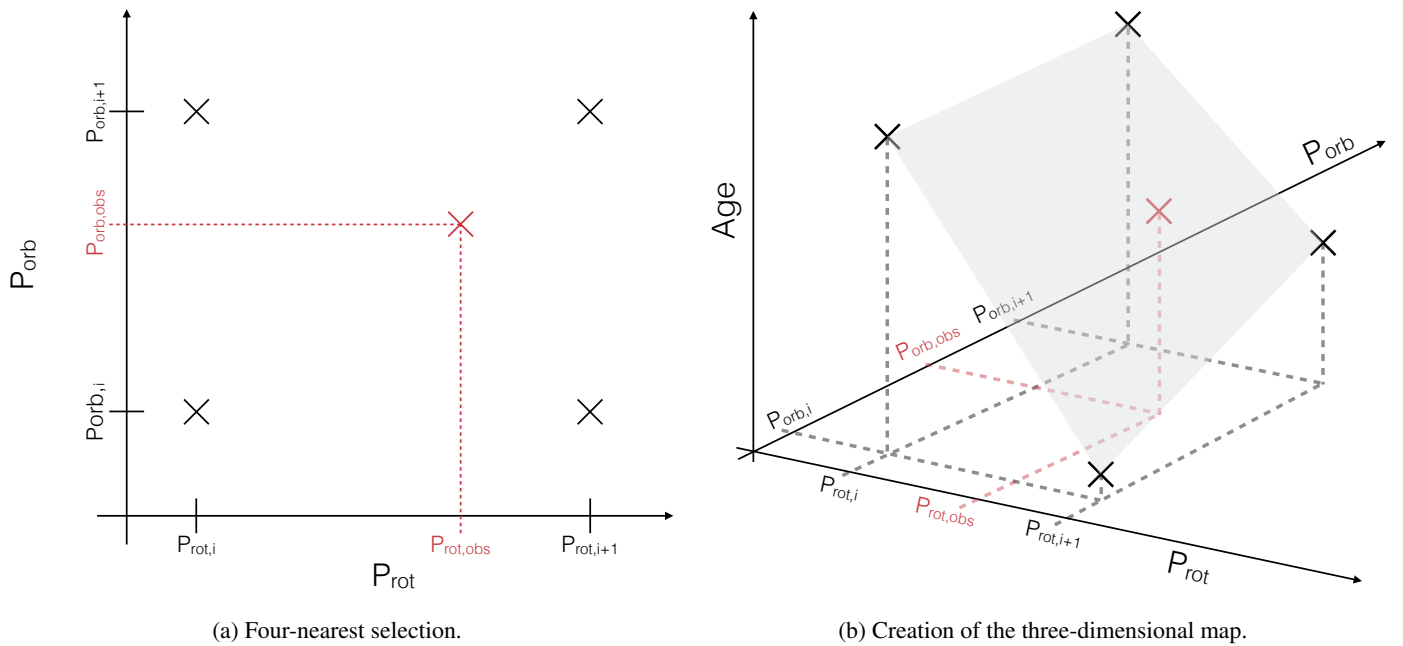 Porb
Porb,i+1
Porb,obs
Porb,i
Prot,i
Prot,obs
Prot,i+1
Prot
(a) Four-nearest selection.
Age
Porb
Porb,i+1
Porb,obs
Porb,i
Prot,i
Prot,obs
Prot,i+1
Prot
(b) Creation of the three-dimensional map.